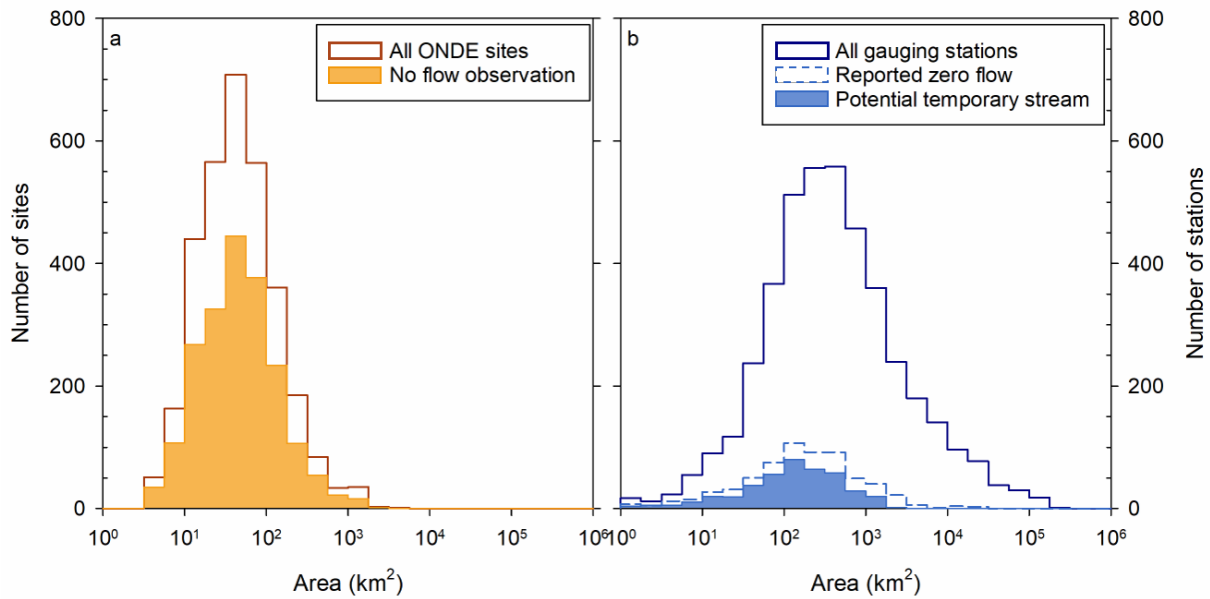 a
All ONDE sites
No flow observation
Number of sites
800
600
400
200
0
10⁰
10¹
10²
10³
10⁴
10⁵
10⁶
Area (km²)
b
All gauging stations
Reported zero flow
Potential temporary stream
800
600
400
200
0
Number of stations
10⁰
10¹
10²
10³
10⁴
10⁵
10⁶
Area (km²)